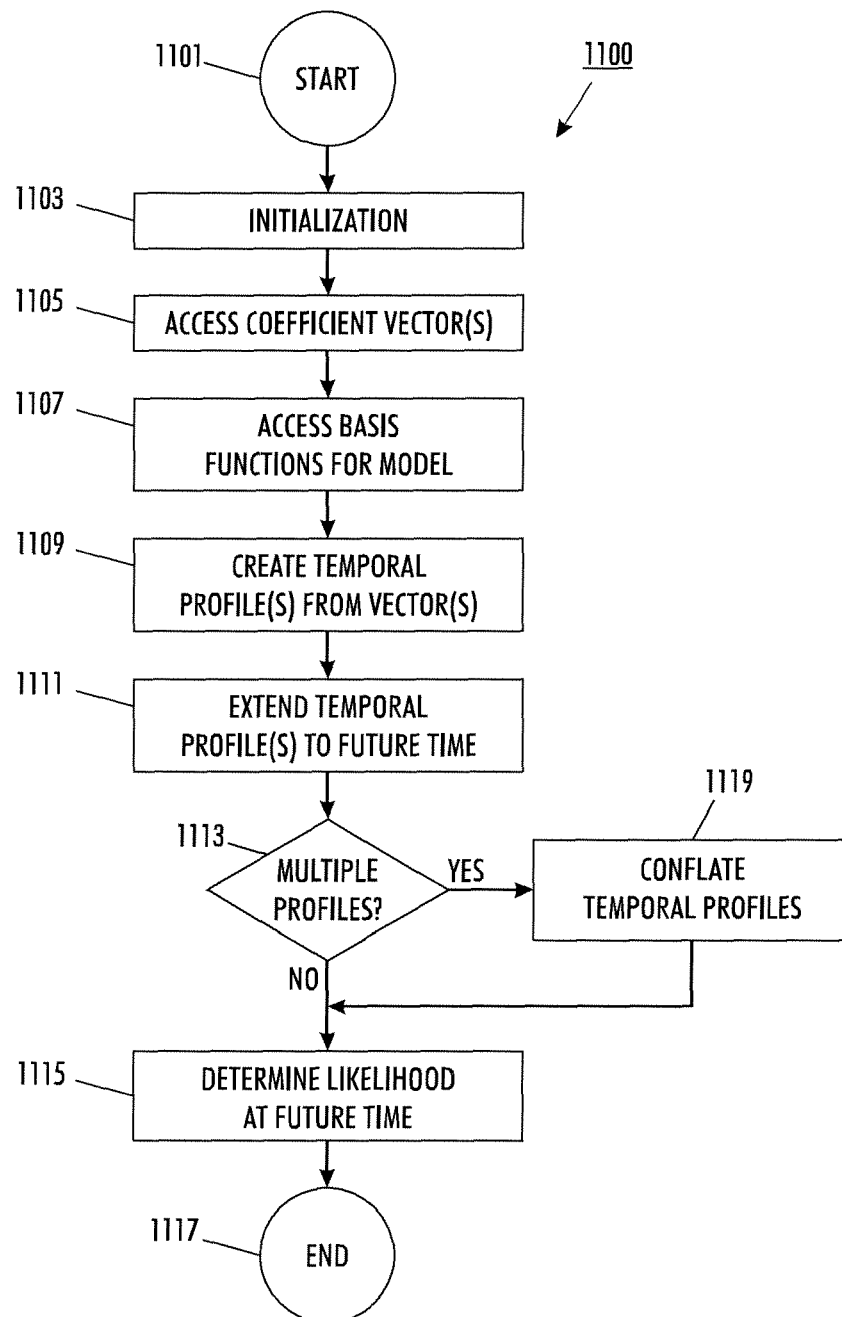 1101
START
1100
1103
INITIALIZATION
1105
ACCESS COEFFICIENT VECTOR(S)
1107
ACCESS BASIS
FUNCTIONS FOR MODEL
1109
CREATE TEMPORAL
PROFILE(S) FROM VECTOR(S)
1111
EXTEND TEMPORAL
PROFILE(S) TO FUTURE TIME
1113
MULTIPLE
PROFILES?
YES
1119
CONFLATE
TEMPORAL PROFILES
NO
1115
DETERMINE LIKELIHOOD
AT FUTURE TIME
1117
END